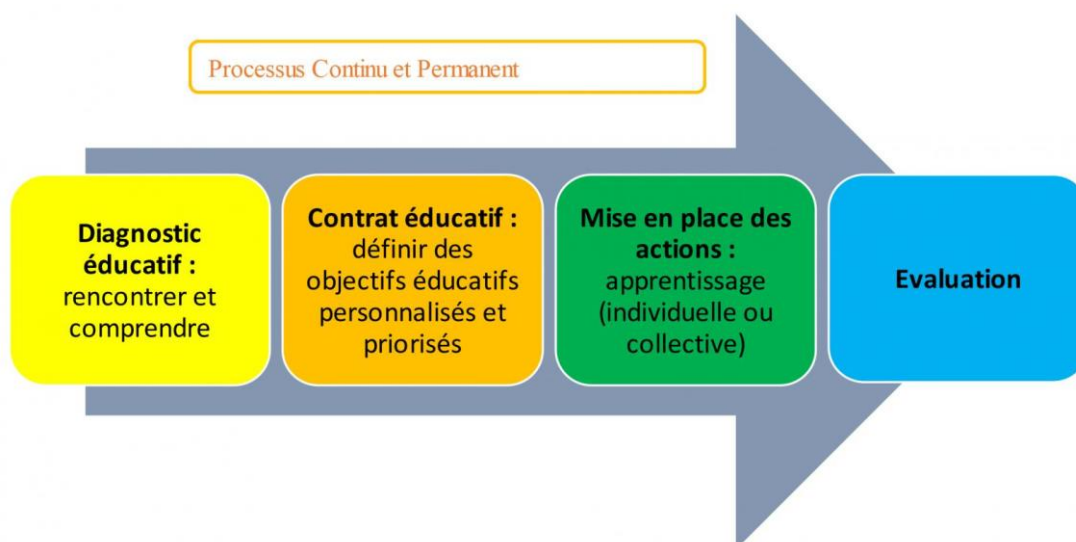 Processus Continu et Permanent
Diagnostic
éducatif :
rencontrer et
comprendre
Contrat éducatif :
définir des
objectifs éducatifs
personnalisés et
priorisés
Mise en place des
actions :
apprentissage
(individuelle ou
collective)
Evaluation